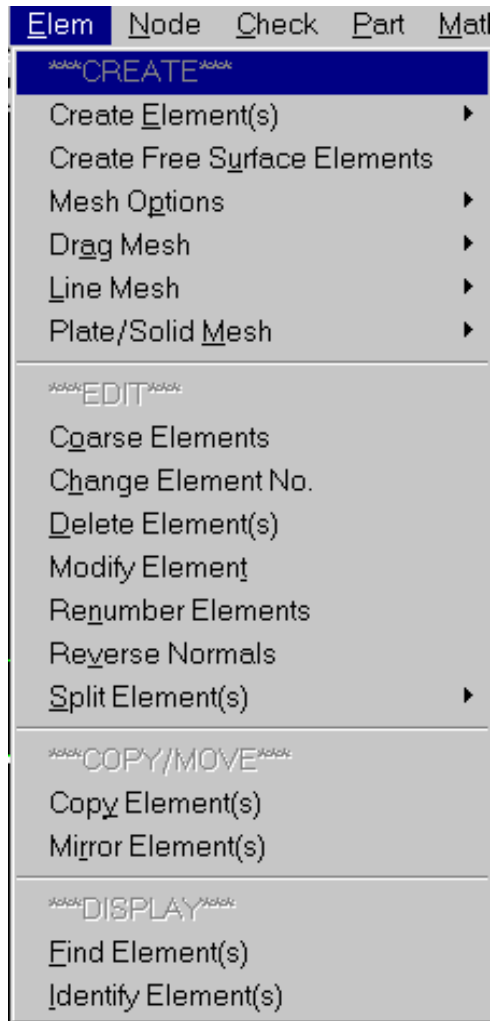 Elem Node Check Part Mat
***CREATE***
Create Element(s)
Create Free Surface Elements
Mesh Options
Drag Mesh
Line Mesh
Plate/Solid Mesh
***EDIT***
Coarse Elements
Change Element No.
Delete Element(s)
Modify Element
Renumber Elements
Reverse Normals
Split Element(s)
***COPY/MOVE***
Copy Element(s)
Mirror Element(s)
***DISPLAY***
Find Element(s)
Identify Element(s)